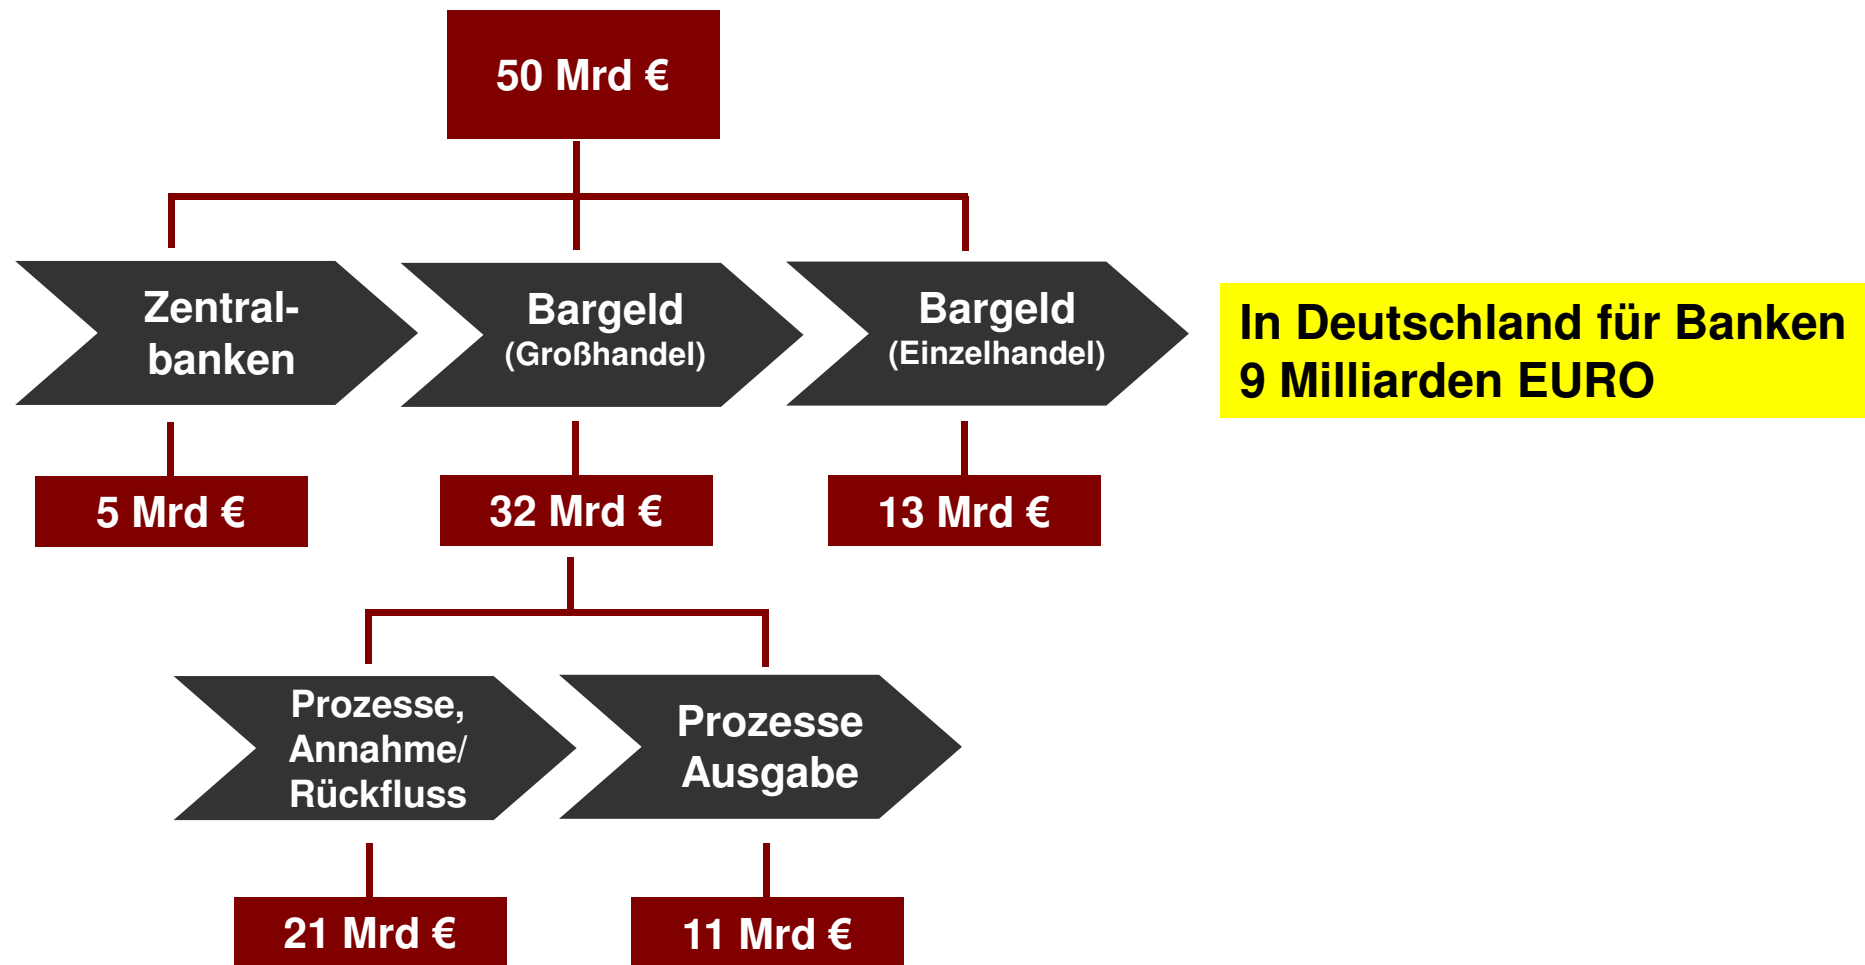 50 Mrd €
Zentral-
banken
Bargeld
(Großhandel)
Bargeld
(Einzelhandel)
In Deutschland für Banken
9 Milliarden EURO
5 Mrd €
32 Mrd €
13 Mrd €
Prozesse,
Annahme/
Rückfluss
Prozesse
Ausgabe
21 Mrd €
11 Mrd €